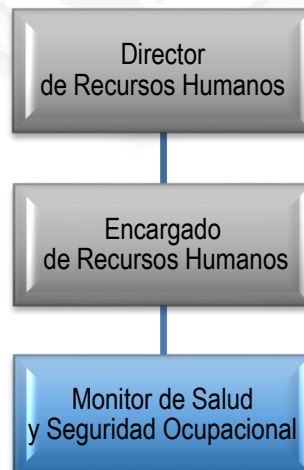 Director
de Recursos Humanos
Encargado
de Recursos Humanos
Monitor de Salud
y Seguridad Ocupacional